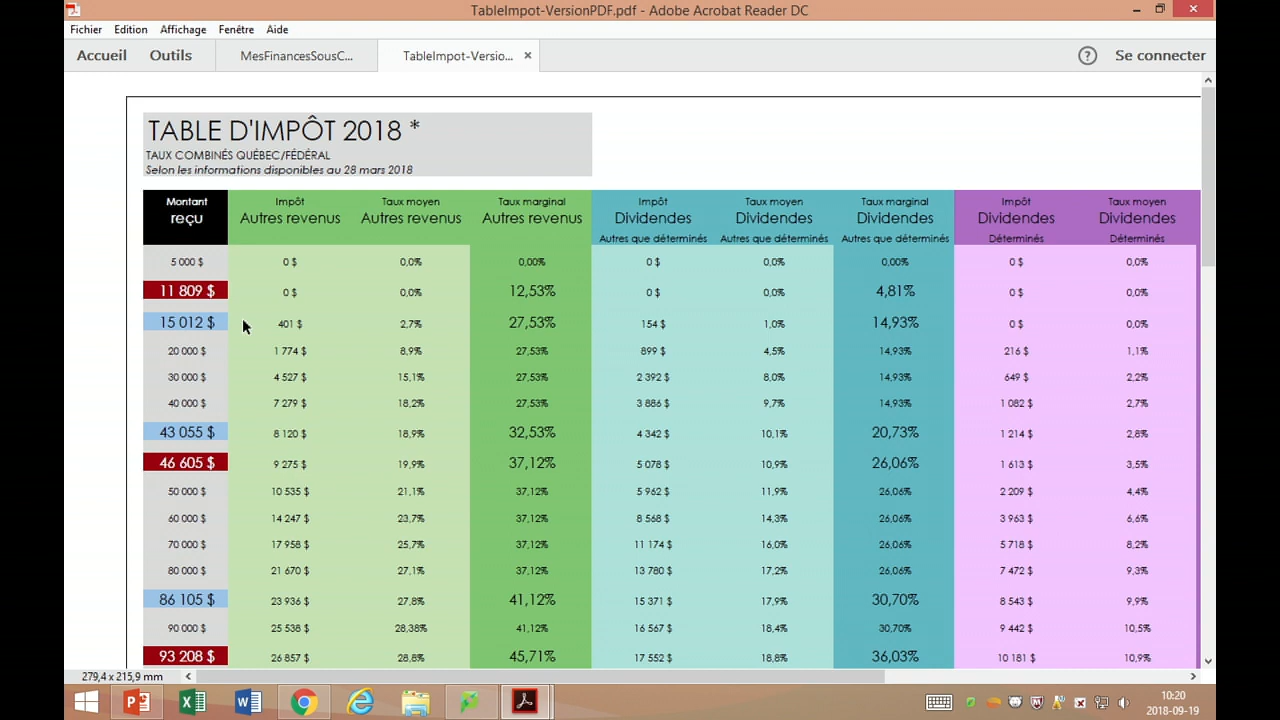 TableImpot-VersionPDF.pdf - Adobe Acrobat Reader DC
Fichier Edition Affichage Fenêtre Aide
Accueil Outils MesFinancesSousC... TableImpot-Versio... × ? Se connecter
TABLE D'IMPÔT 2018 *
TAUX COMBINÉS QUÉBEC/FÉDÉRAL
Selon les informations disponibles au 28 mars 2018
Montant Impôt Taux moyen Taux marginal Impôt Taux moyen Taux marginal Impôt Taux moyen
reçu Autres revenus Autres revenus Autres revenus Dividendes Dividendes Dividendes Dividendes Dividendes
Autres que déterminés Autres que déterminés Autres que déterminés Déterminés Déterminés
5 000 $ 0 $ 0,0% 0,00% 0 $ 0,0% 0,00% 0 $ 0,0%
11 809 $ 0 $ 0,0% 12,53% 0 $ 0,0% 4,81% 0 $ 0,0%
15 012 $ 401 $ 2,7% 27,53% 154 $ 1,0% 14,93% 0 $ 0,0%
20 000 $ 1 774 $ 8,9% 27,53% 899 $ 4,5% 14,93% 216 $ 1,1%
30 000 $ 4 527 $ 15,1% 27,53% 2 392 $ 8,0% 14,93% 649 $ 2,2%
40 000 $ 7 279 $ 18,2% 27,53% 3 886 $ 9,7% 14,93% 1 082 $ 2,7%
43 055 $ 8 120 $ 18,9% 32,53% 4 342 $ 10,1% 20,73% 1 214 $ 2,8%
46 605 $ 9 275 $ 19,9% 37,12% 5 078 $ 10,9% 26,06% 1 613 $ 3,5%
50 000 $ 10 535 $ 21,1% 37,12% 5 962 $ 11,9% 26,06% 2 209 $ 4,4%
60 000 $ 14 247 $ 23,7% 37,12% 8 568 $ 14,3% 26,06% 3 963 $ 6,6%
70 000 $ 17 958 $ 25,7% 37,12% 11 174 $ 16,0% 26,06% 5 718 $ 8,2%
80 000 $ 21 670 $ 27,1% 37,12% 13 780 $ 17,2% 26,06% 7 472 $ 9,3%
86 105 $ 23 936 $ 27,8% 41,12% 15 371 $ 17,9% 30,70% 8 543 $ 9,9%
90 000 $ 25 538 $ 28,38% 41,12% 16 567 $ 18,4% 30,70% 9 442 $ 10,5%
93 208 $ 26 857 $ 28,8% 45,71% 17 552 $ 18,8% 36,03% 10 181 $ 10,9%
279,4 x 215,9 mm
10:20
2018-09-19